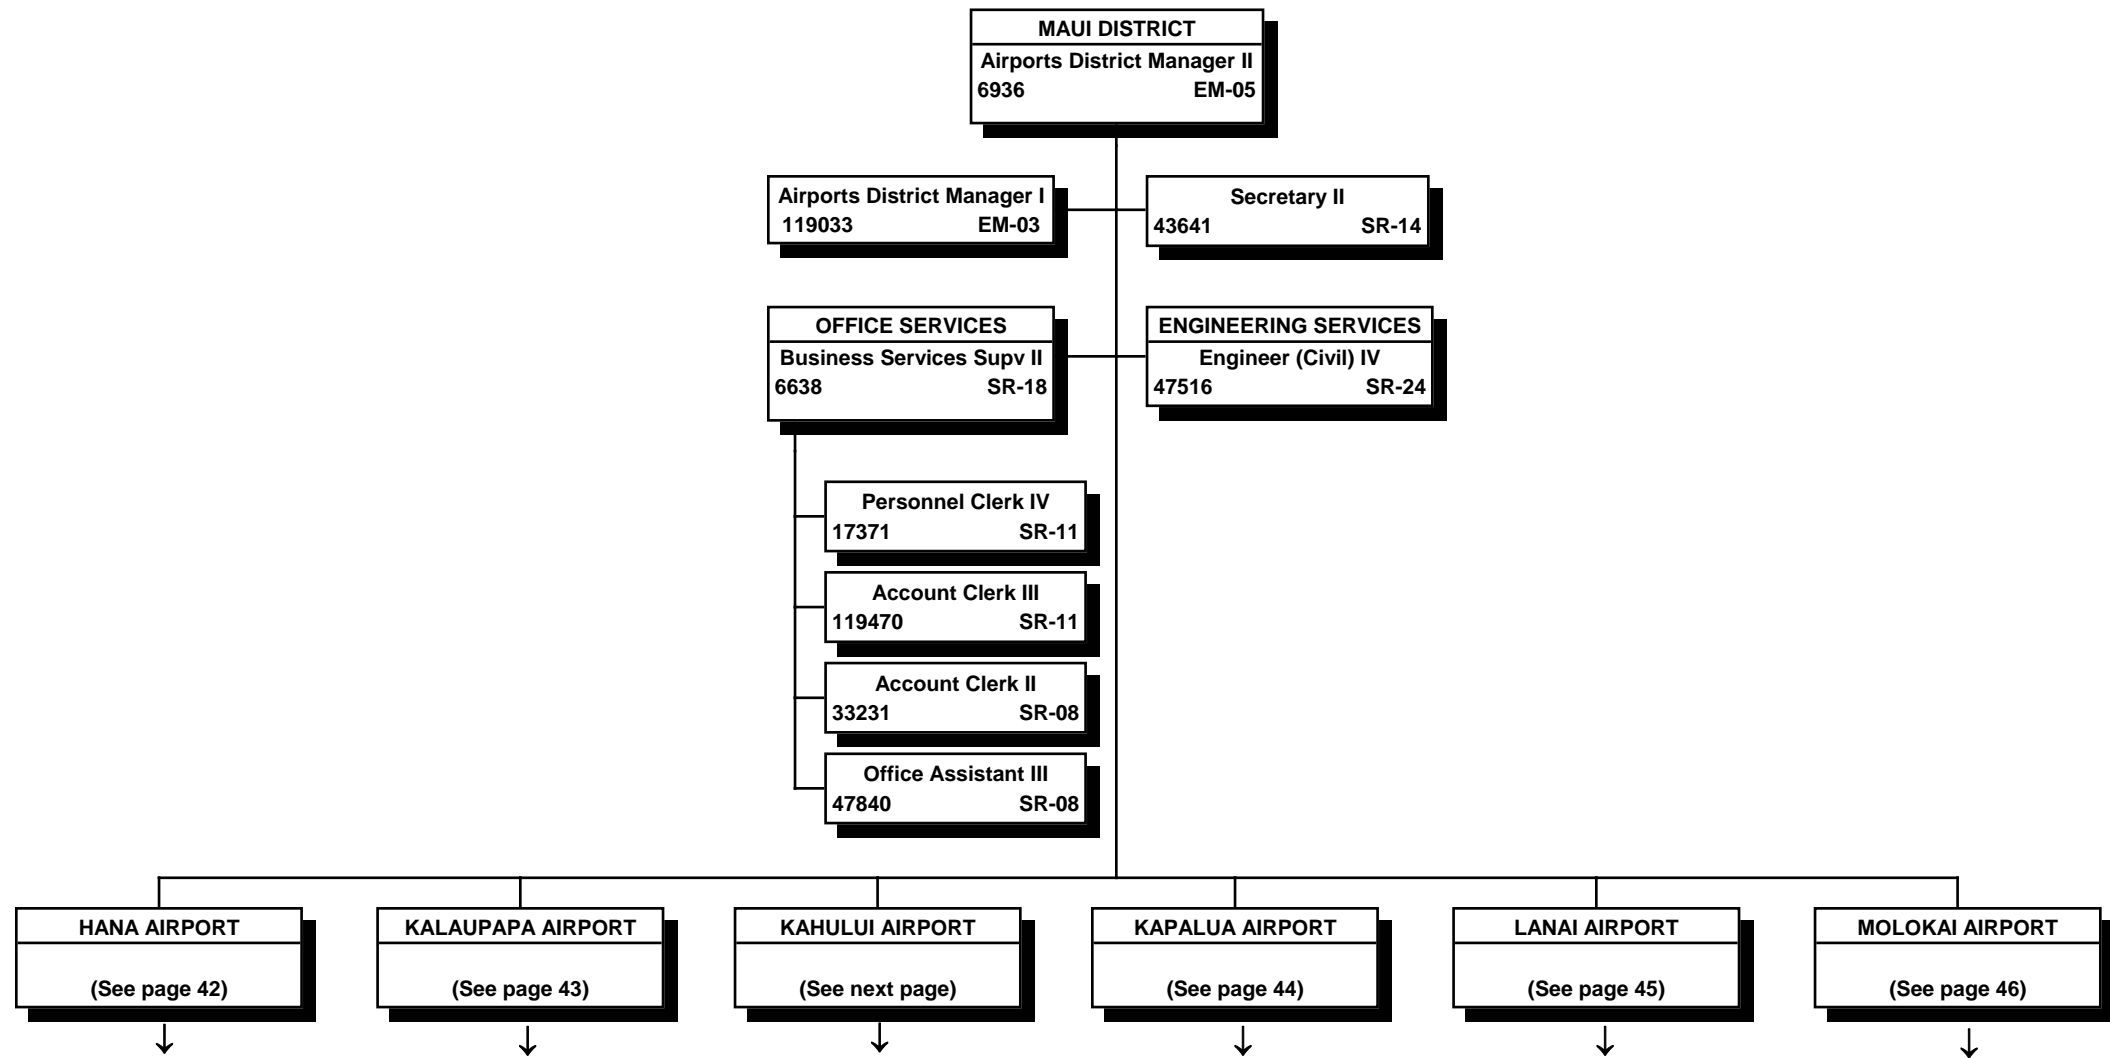 MAUI DISTRICT
Airports District Manager II
6936 EM-05
Airports District Manager I
119033 EM-03
Secretary II
43641 SR-14
OFFICE SERVICES
Business Services Supv II
6638 SR-18
ENGINEERING SERVICES
Engineer (Civil) IV
47516 SR-24
Personnel Clerk IV
17371 SR-11
Account Clerk III
119470 SR-11
Account Clerk II
33231 SR-08
Office Assistant III
47840 SR-08
HANA AIRPORT
(See page 42)
KALAUPAPA AIRPORT
(See page 43)
KAHULUI AIRPORT
(See next page)
KAPALUA AIRPORT
(See page 44)
LANAI AIRPORT
(See page 45)
MOLOKAI AIRPORT
(See page 46)